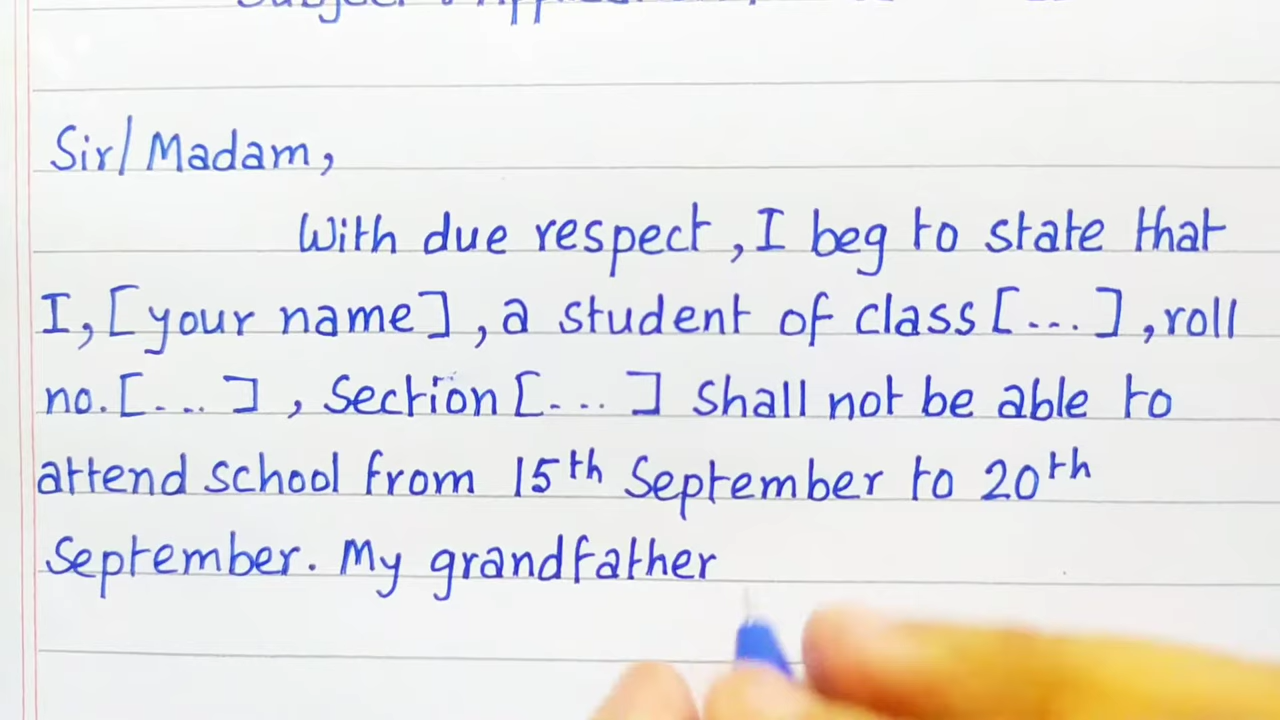 Sir/Madam,
With due respect, I beg to state that
I, [your name], a student of class [...], roll
no. [...], Section [...] shall not be able to
attend school from 15th September to 20th
September. My grandfather